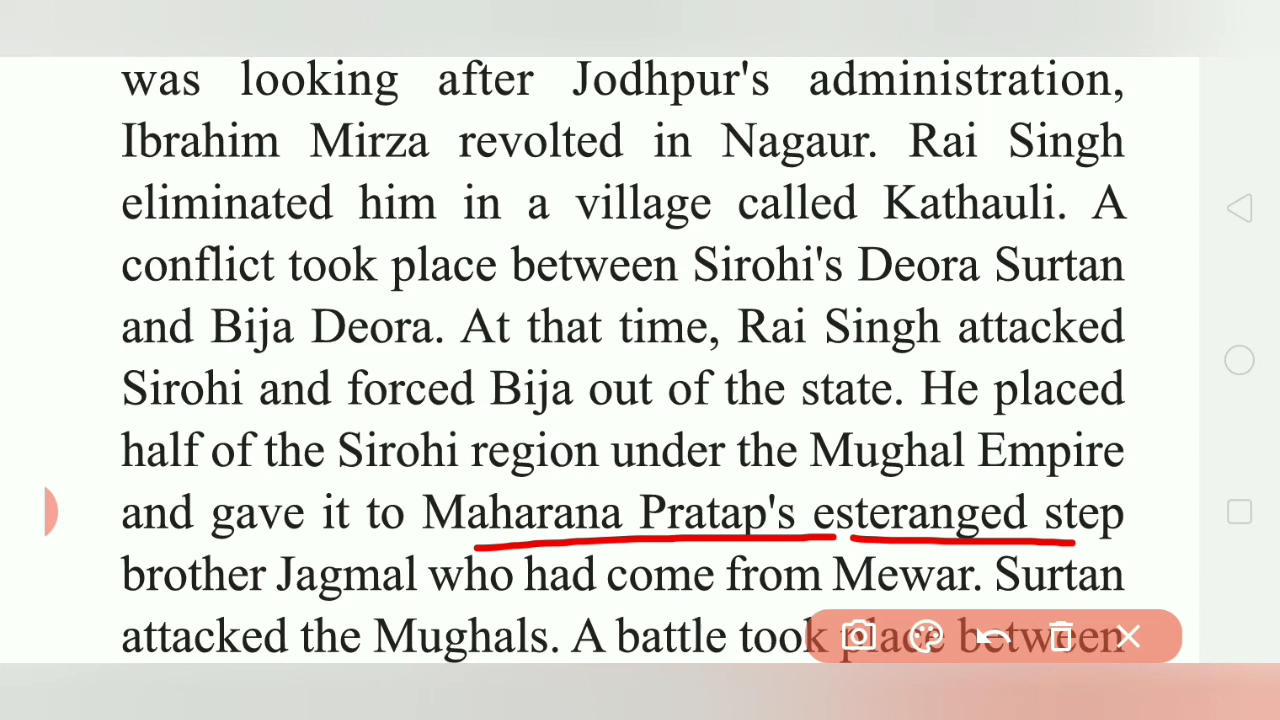 was looking after Jodhpur's administration,
Ibrahim Mirza revolted in Nagaur. Rai Singh
eliminated him in a village called Kathauli. A
conflict took place between Sirohi's Deora Surtan
and Bija Deora. At that time, Rai Singh attacked
Sirohi and forced Bija out of the state. He placed
half of the Sirohi region under the Mughal Empire
and gave it to Maharana Pratap's esteranged step
brother Jagmal who had come from Mewar. Surtan
attacked the Mughals. A battle took place between